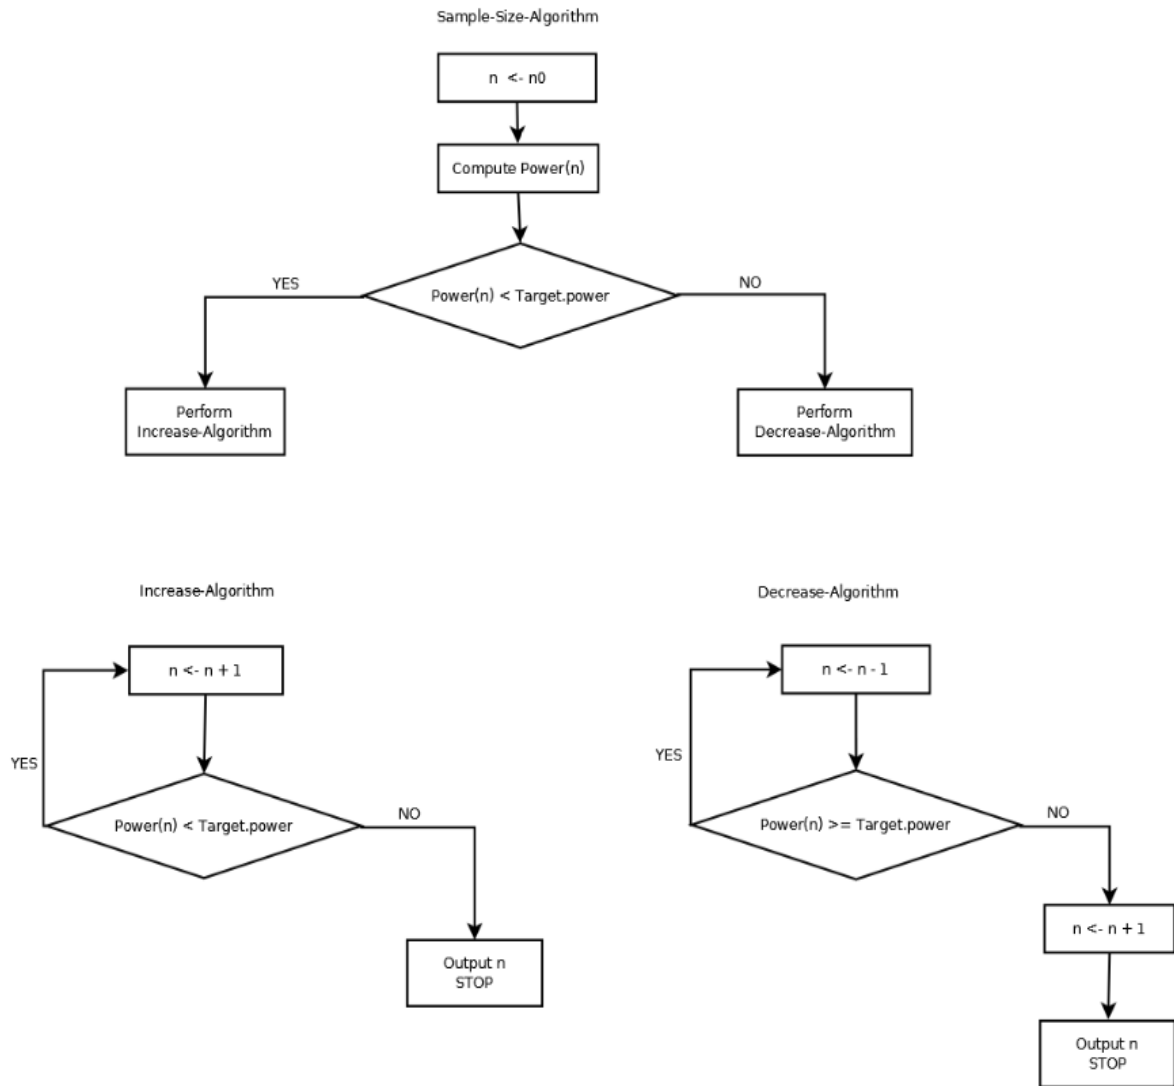 Sample-Size-Algorithm
n <- n0
Compute Power(n)
Power(n) < Target.power
YES
NO
Perform
Increase-Algorithm
Perform
Decrease-Algorithm
Increase-Algorithm
n <- n + 1
YES
Power(n) < Target.power
NO
Output n
STOP
Decrease-Algorithm
n <- n - 1
YES
Power(n) >= Target.power
NO
n <- n + 1
Output n
STOP